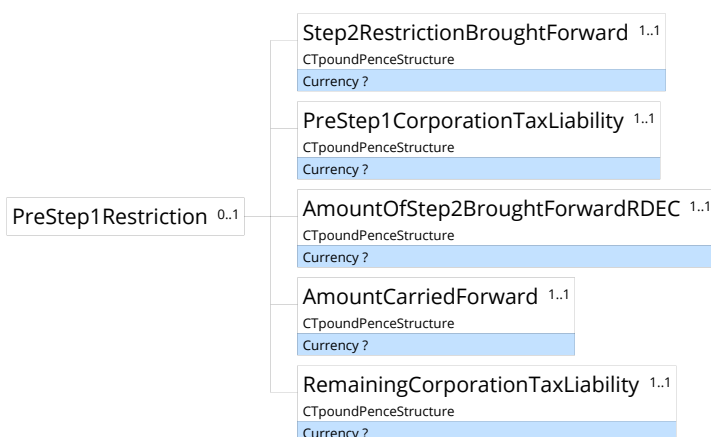 Step2RestrictionBroughtForward 1..1
CTpoundPenceStructure
Currency ?
PreStep1CorporationTaxLiability 1..1
CTpoundPenceStructure
Currency ?
PreStep1Restriction 0..1
AmountOfStep2BroughtForwardRDEC 1..1
CTpoundPenceStructure
Currency ?
AmountCarriedForward 1..1
CTpoundPenceStructure
Currency ?
RemainingCorporationTaxLiability 1..1
CTpoundPenceStructure
Currency ?